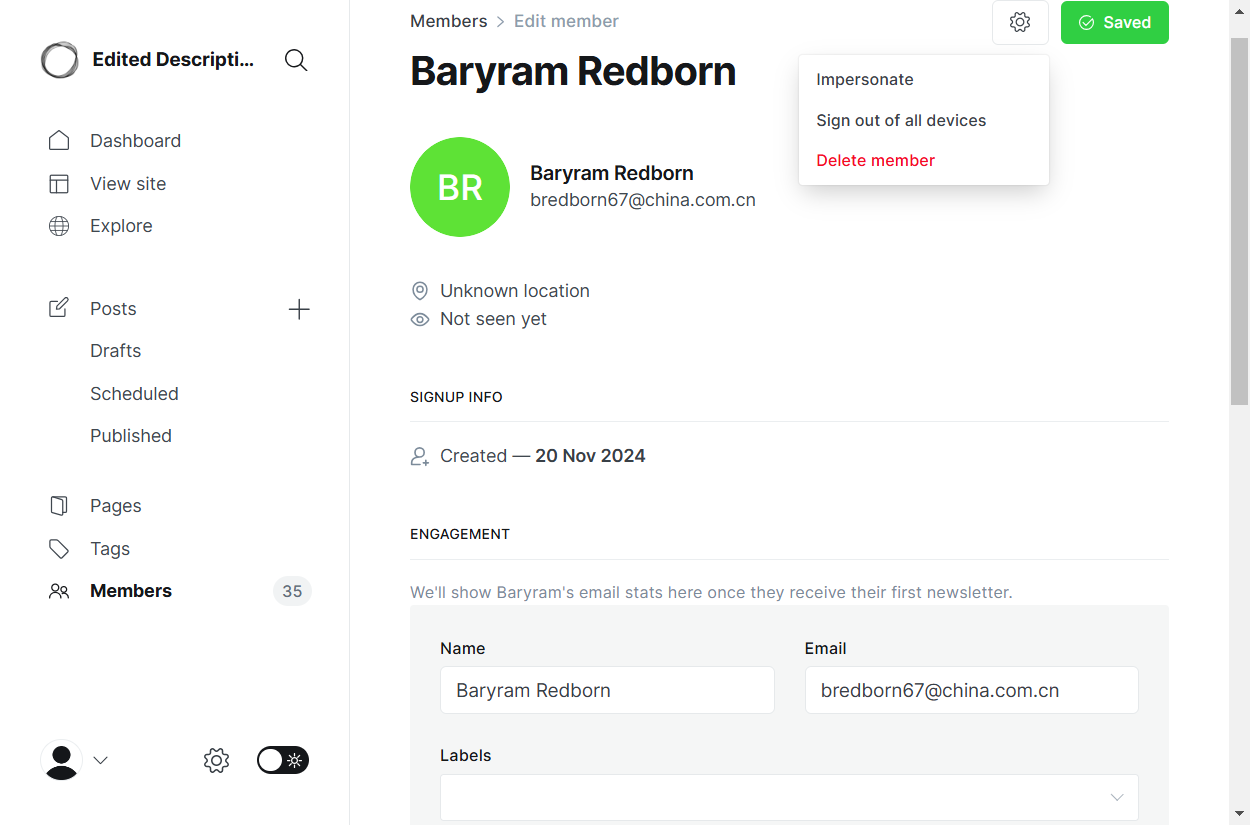 Edited Descripti...
Dashboard
View site
Explore
Posts
Drafts
Scheduled
Published
Pages
Tags
Members 35
Members > Edit member
Saved
Baryram Redborn
Impersonate
Sign out of all devices
Delete member
BR
Baryram Redborn
bredborn67@china.com.cn
Unknown location
Not seen yet
SIGNUP INFO
Created — 20 Nov 2024
ENGAGEMENT
We'll show Baryram's email stats here once they receive their first newsletter.
Name Email
Baryram Redborn bredborn67@china.com.cn
Labels